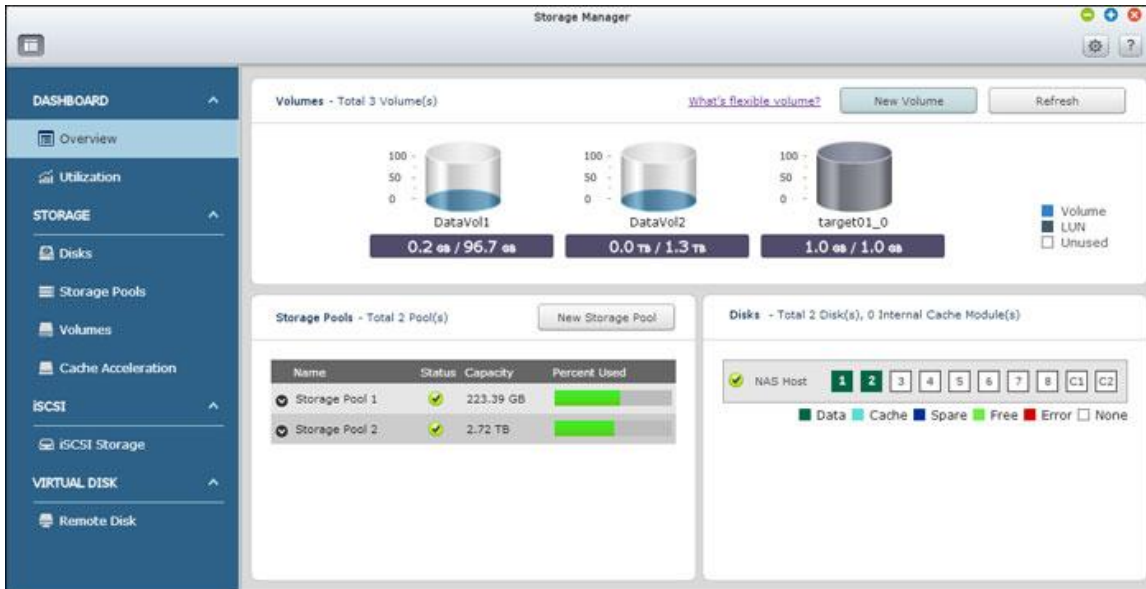 Storage Manager
?
DASHBOARD
Overview
Utilization
STORAGE
Disks
Storage Pools
Volumes
Cache Acceleration
iSCSI
iSCSI Storage
VIRTUAL DISK
Remote Disk
Volumes - Total 3 Volume(s)
What's flexible volume?
New Volume
Refresh
100
50
0
DataVol1
0.2 GB / 96.7 GB
100
50
0
DataVol2
0.0 TB / 1.3 TB
100
50
0
target01_0
1.0 GB / 1.0 GB
Volume
LUN
Unused
Storage Pools - Total 2 Pool(s)
New Storage Pool
Name Status Capacity Percent Used
Storage Pool 1 223.39 GB
Storage Pool 2 2.72 TB
Disks - Total 2 Disk(s), 0 Internal Cache Module(s)
NAS Host 1 2 3 4 5 6 7 8 C1 C2
Data Cache Spare Free Error None